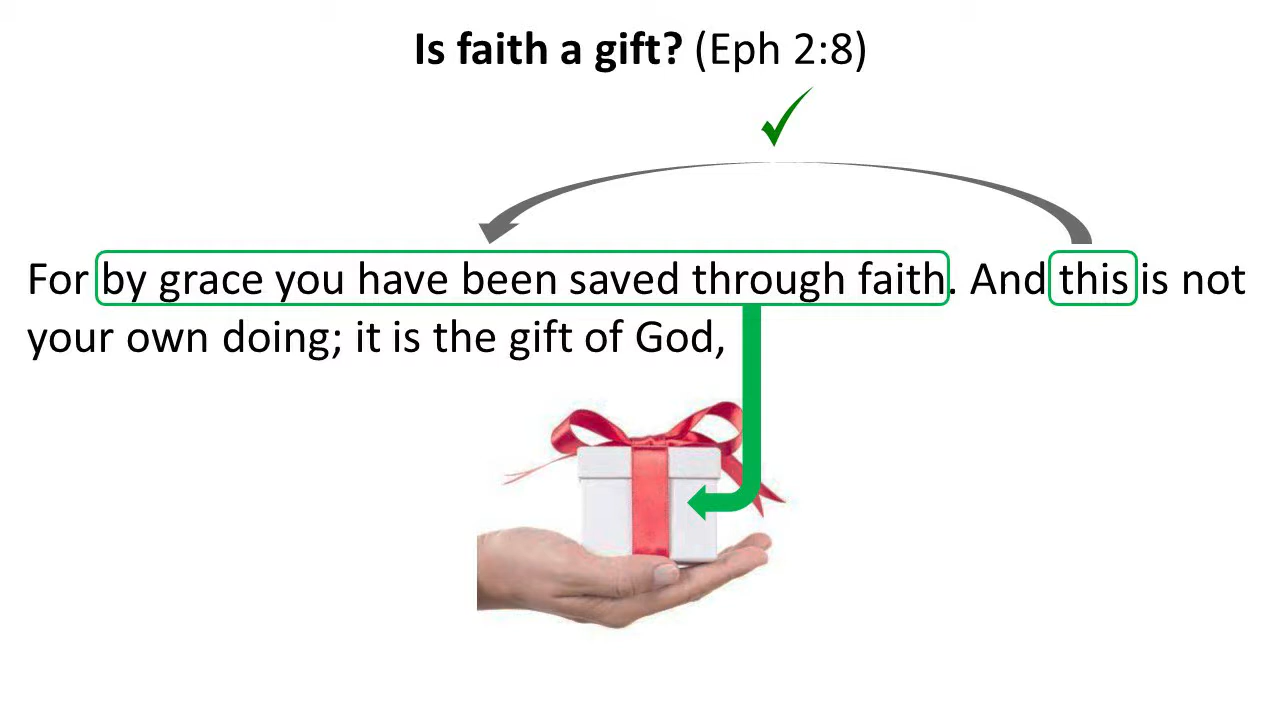 Is faith a gift? (Eph 2:8)
For by grace you have been saved through faith. And this is not
your own doing; it is the gift of God,